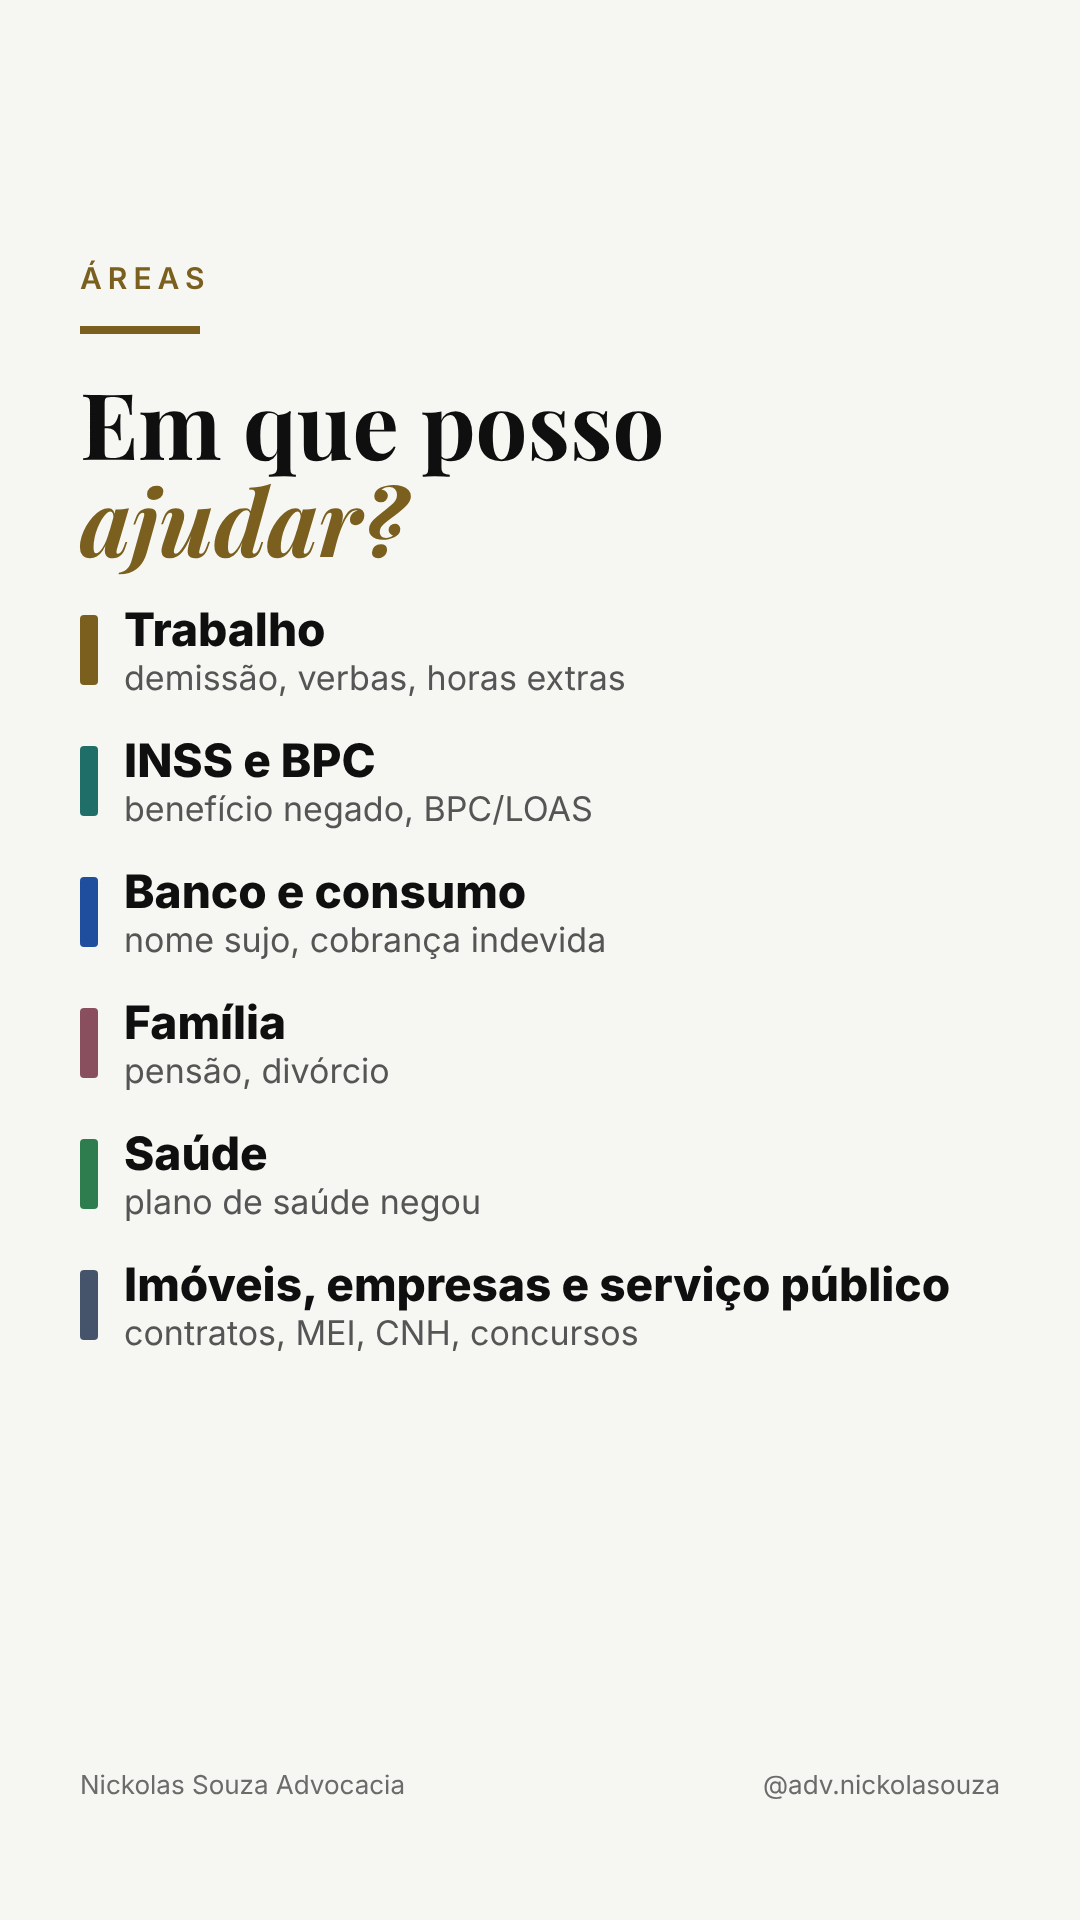 ÁREAS
Em que posso
ajudar?
Trabalho
demissão, verbas, horas extras
INSS e BPC
benefício negado, BPC/LOAS
Banco e consumo
nome sujo, cobrança indevida
Família
pensão, divórcio
Saúde
plano de saúde negou
Imóveis, empresas e serviço público
contratos, MEI, CNH, concursos
Nickolas Souza Advocacia
@adv.nickolasouza